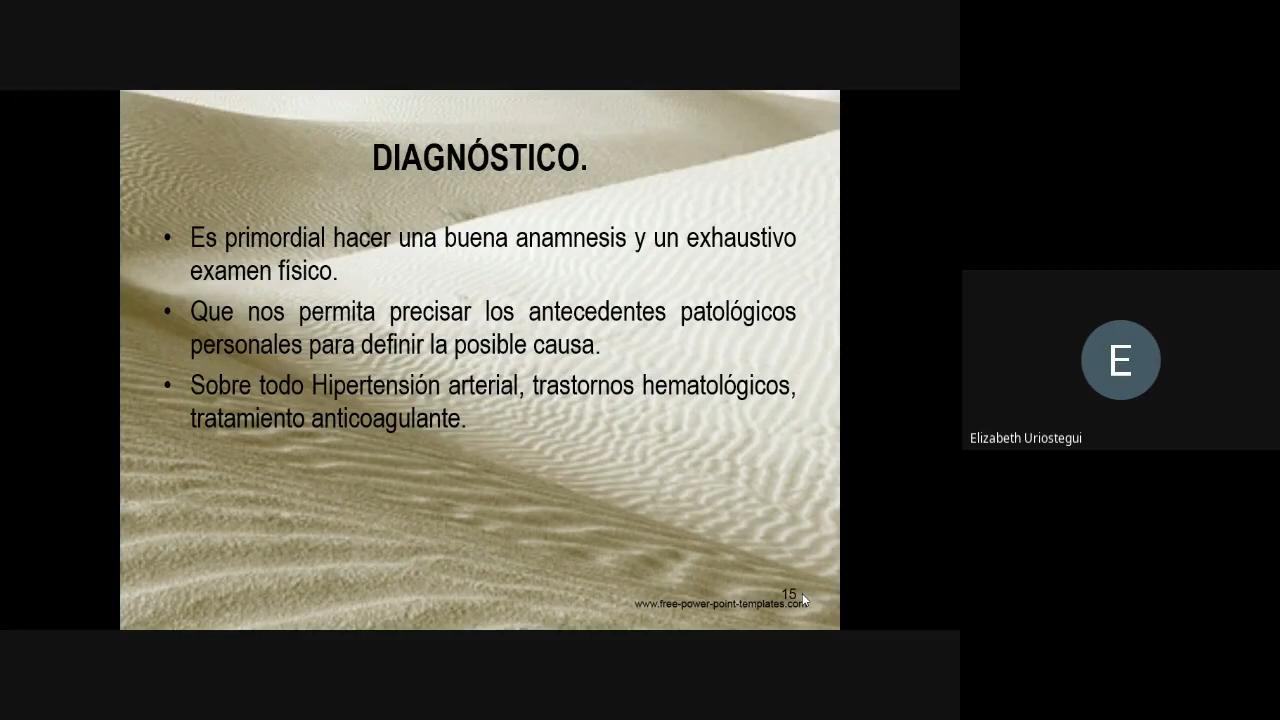 DIAGNÓSTICO.
• Es primordial hacer una buena anamnesis y un exhaustivo
examen físico.
• Que nos permita precisar los antecedentes patológicos
personales para definir la posible causa.
• Sobre todo Hipertensión arterial, trastornos hematológicos,
tratamiento anticoagulante.
15
www.free-power-point-templates.com
E
Elizabeth Uriostegui